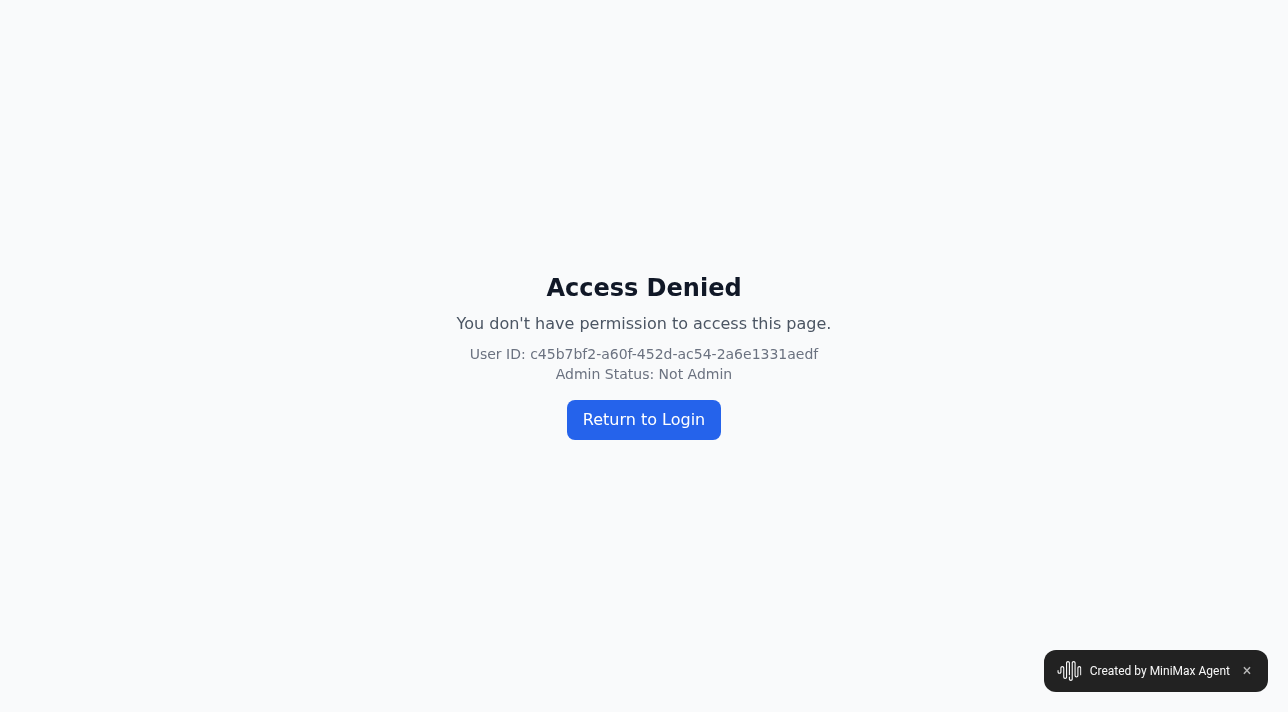 Access Denied
You don't have permission to access this page.
User ID: c45b7bf2-a60f-452d-ac54-2a6e1331aedf
Admin Status: Not Admin
Return to Login
Created by MiniMax Agent ×